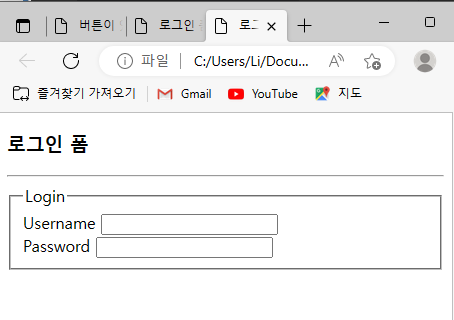 버튼이 로그인 폼 로그
파일 C:/Users/Li/Docu...
즐겨찾기 가져오기 Gmail YouTube 지도
로그인 폼
Login
Username
Password